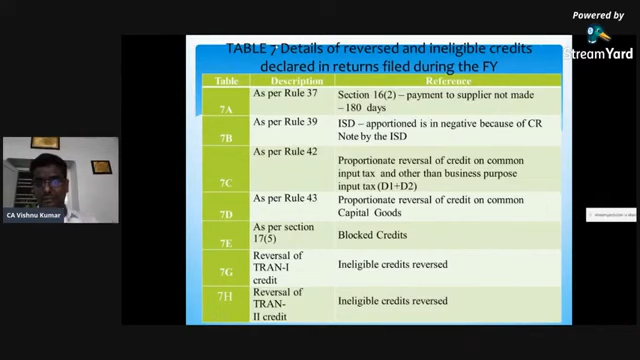 Powered by
StreamYard
TABLE 7 Details of reversed and ineligible credits
declared in returns filed during the FY
Table Description Reference
7A As per Rule 37 Section 16(2) – payment to supplier not made
–180 days
7B As per Rule 39 ISD – apportioned is in negative because of CR
Note by the ISD
7C As per Rule 42 Proportionate reversal of credit on common
input tax and other than business purpose
input tax (D1+D2)
7D As per Rule 43 Proportionate reversal of credit on common
Capital Goods
7E As per section
17(5) Blocked Credits
7G Reversal of
TRAN-I
credit Ineligible credits reversed
7H Reversal of
TRAN-
II credit Ineligible credits reversed
CA Vishnu Kumar